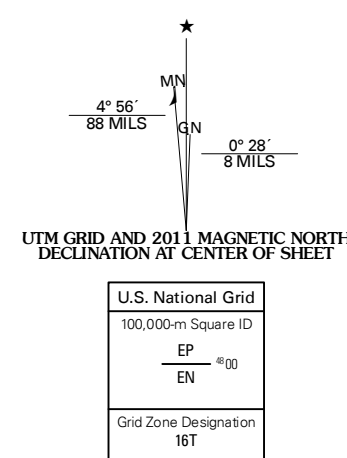 ★
MN
4° 56´
88 MILS
GN
0° 28´
8 MILS
UTM GRID AND 2011 MAGNETIC NORTH
DECLINATION AT CENTER OF SHEET
U.S. National Grid
100,000-m Square ID
EP
4800
EN
Grid Zone Designation
16T